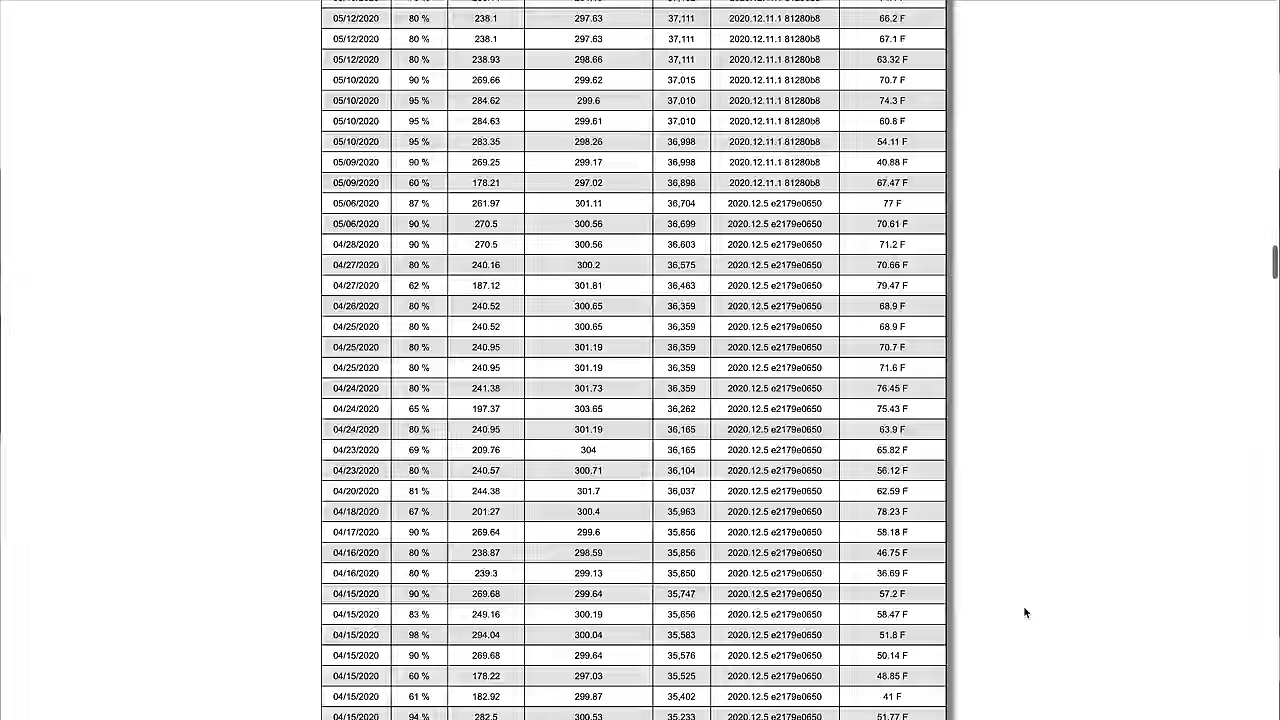 05/12/2020 80 % 238.1 297.63 37,111 2020.12.11.1 81280b8 66.2 F
05/12/2020 80 % 238.1 297.63 37,111 2020.12.11.1 81280b8 67.1 F
05/12/2020 80 % 238.93 298.66 37,111 2020.12.11.1 81280b8 63.32 F
05/10/2020 90 % 269.66 299.62 37,015 2020.12.11.1 81280b8 70.7 F
05/10/2020 95 % 284.62 299.6 37,010 2020.12.11.1 81280b8 74.3 F
05/10/2020 95 % 284.63 299.61 37,010 2020.12.11.1 81280b8 60.8 F
05/10/2020 95 % 283.35 298.26 36,998 2020.12.11.1 81280b8 54.11 F
05/09/2020 90 % 269.25 299.17 36,998 2020.12.11.1 81280b8 40.88 F
05/09/2020 60 % 178.21 297.02 36,898 2020.12.11.1 81280b8 67.47 F
05/06/2020 87 % 261.97 301.11 36,704 2020.12.5 e2179e0650 77 F
05/06/2020 90 % 270.5 300.56 36,699 2020.12.5 e2179e0650 70.61 F
04/28/2020 90 % 270.5 300.56 36,603 2020.12.5 e2179e0650 71.2 F
04/27/2020 80 % 240.16 300.2 36,575 2020.12.5 e2179e0650 70.66 F
04/27/2020 62 % 187.12 301.81 36,463 2020.12.5 e2179e0650 79.47 F
04/26/2020 80 % 240.52 300.65 36,359 2020.12.5 e2179e0650 68.9 F
04/25/2020 80 % 240.52 300.65 36,359 2020.12.5 e2179e0650 68.9 F
04/25/2020 80 % 240.95 301.19 36,359 2020.12.5 e2179e0650 70.7 F
04/25/2020 80 % 240.95 301.19 36,359 2020.12.5 e2179e0650 71.6 F
04/24/2020 80 % 241.38 301.73 36,359 2020.12.5 e2179e0650 76.45 F
04/24/2020 65 % 197.37 303.65 36,262 2020.12.5 e2179e0650 75.43 F
04/24/2020 80 % 240.95 301.19 36,165 2020.12.5 e2179e0650 63.9 F
04/23/2020 69 % 209.76 304 36,165 2020.12.5 e2179e0650 65.82 F
04/23/2020 80 % 240.57 300.71 36,104 2020.12.5 e2179e0650 56.12 F
04/20/2020 81 % 244.38 301.7 36,037 2020.12.5 e2179e0650 62.59 F
04/18/2020 67 % 201.27 300.4 35,963 2020.12.5 e2179e0650 78.23 F
04/17/2020 90 % 269.64 299.6 35,856 2020.12.5 e2179e0650 58.18 F
04/16/2020 80 % 238.87 298.59 35,856 2020.12.5 e2179e0650 46.75 F
04/16/2020 80 % 239.3 299.13 35,850 2020.12.5 e2179e0650 36.69 F
04/15/2020 90 % 269.68 299.64 35,747 2020.12.5 e2179e0650 57.2 F
04/15/2020 83 % 249.16 300.19 35,656 2020.12.5 e2179e0650 58.47 F
04/15/2020 98 % 294.04 300.04 35,583 2020.12.5 e2179e0650 51.8 F
04/15/2020 90 % 269.68 299.64 35,576 2020.12.5 e2179e0650 50.14 F
04/15/2020 60 % 178.22 297.03 35,525 2020.12.5 e2179e0650 48.85 F
04/15/2020 61 % 182.92 299.87 35,402 2020.12.5 e2179e0650 41 F
04/15/2020 94 % 282.5 300.53 35,233 2020.12.5 e2179e0650 51.77 F